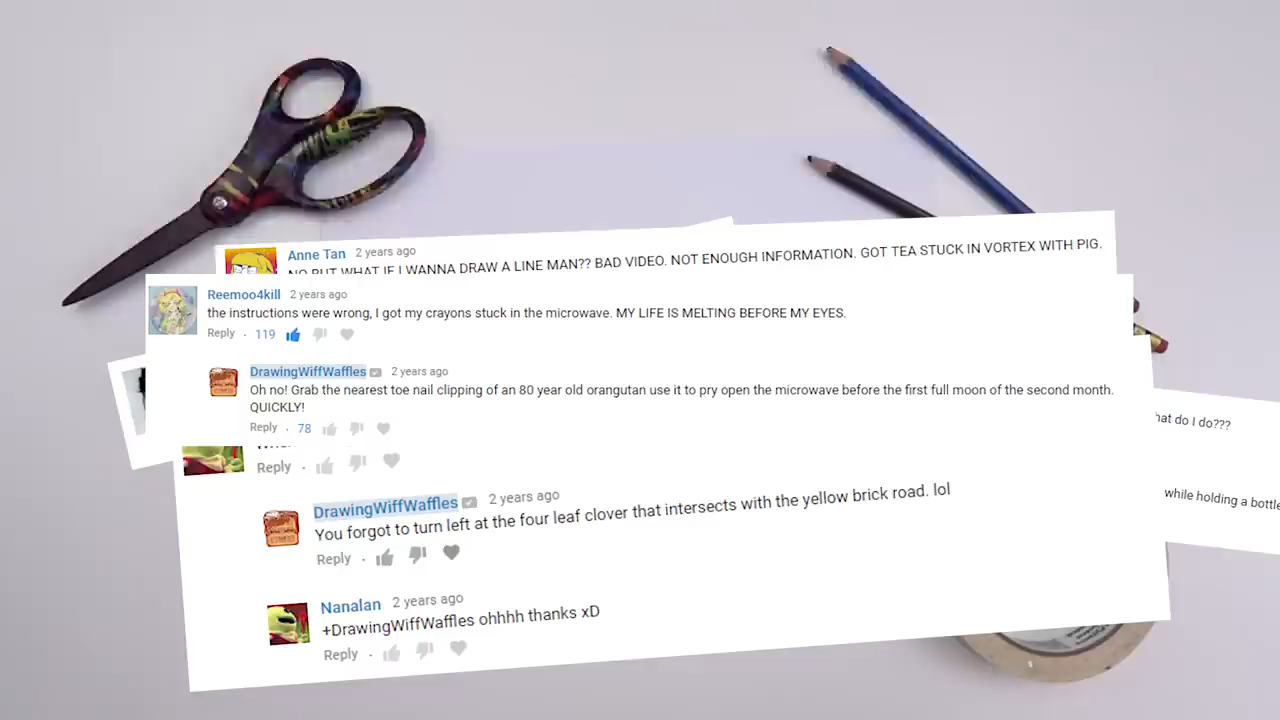 Anne Tan 2 years ago
NO BUT WHAT IF I WANNA DRAW A LINE MAN?? BAD VIDEO. NOT ENOUGH INFORMATION. GOT TEA STUCK IN VORTEX WITH PIG.
Reemoo4kill 2 years ago
the instructions were wrong, I got my crayons stuck in the microwave. MY LIFE IS MELTING BEFORE MY EYES.
Reply · 119
DrawingWiffWaffles 2 years ago
Oh no! Grab the nearest toe nail clipping of an 80 year old orangutan use it to pry open the microwave before the first full moon of the second month.
QUICKLY!
Reply · 78
hat do I do???
Reply ·
while holding a bottle
DrawingWiffWaffles 2 years ago
You forgot to turn left at the four leaf clover that intersects with the yellow brick road. lol
Reply ·
Nanalan 2 years ago
+DrawingWiffWaffles ohhhh thanks xD
Reply ·